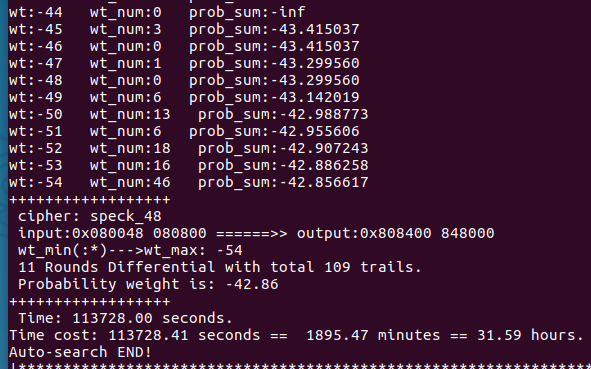 wt:-44   wt_num:0   prob_sum:-inf
wt:-45   wt_num:3   prob_sum:-43.415037
wt:-46   wt_num:0   prob_sum:-43.415037
wt:-47   wt_num:1   prob_sum:-43.299560
wt:-48   wt_num:0   prob_sum:-43.299560
wt:-49   wt_num:6   prob_sum:-43.142019
wt:-50   wt_num:13   prob_sum:-42.988773
wt:-51   wt_num:6   prob_sum:-42.955606
wt:-52   wt_num:18   prob_sum:-42.907243
wt:-53   wt_num:16   prob_sum:-42.886258
wt:-54   wt_num:46   prob_sum:-42.856617
++++++++++++++++++
 cipher: speck_48
 input:0x080048 080800 ======>> output:0x808400 848000
 wt_min(:*)--->wt_max: -54
 11 Rounds Differential with total 109 trails.
 Probability weight is: -42.86
++++++++++++++++++
 Time: 113728.00 seconds.
Time cost: 113728.41 seconds ==  1895.47 minutes == 31.59 hours.
Auto-search END!
|****************************************************************